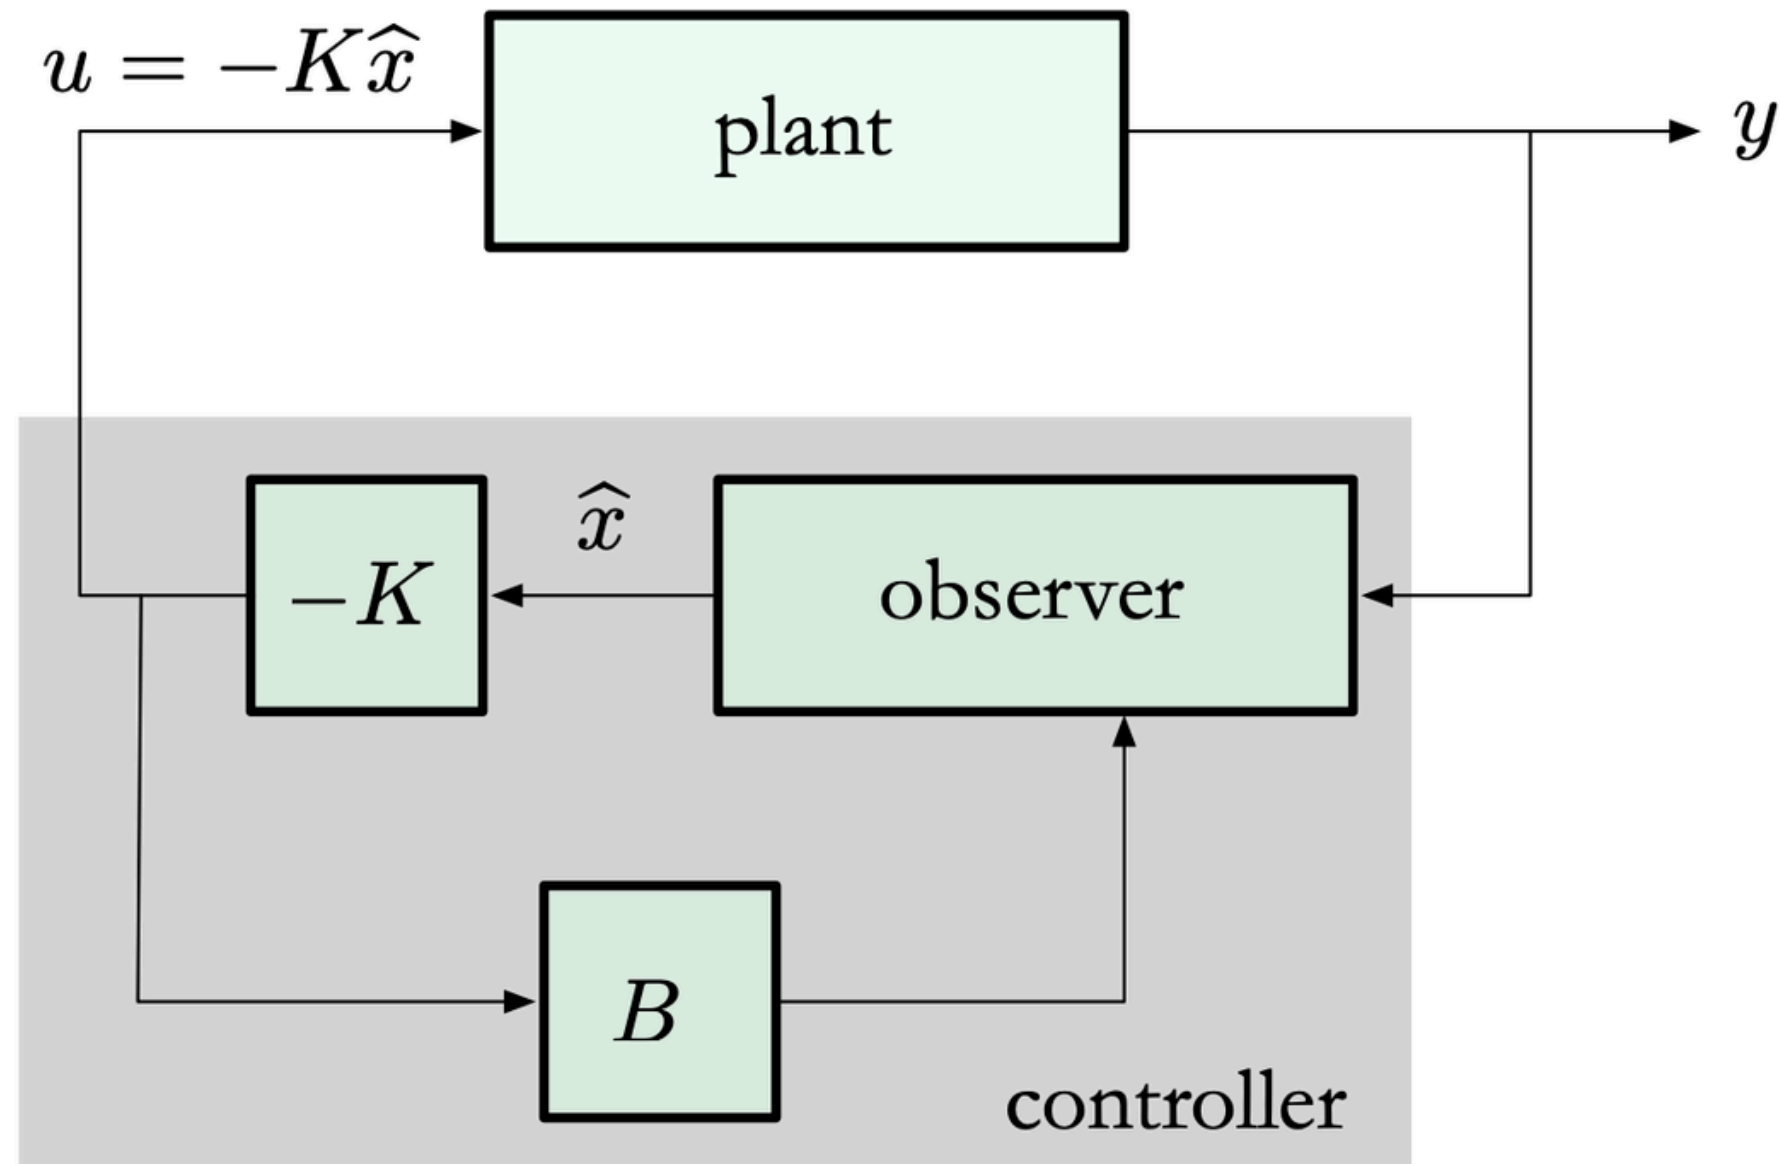 u = −Kx̂
plant
y
−K
x̂
observer
B
controller